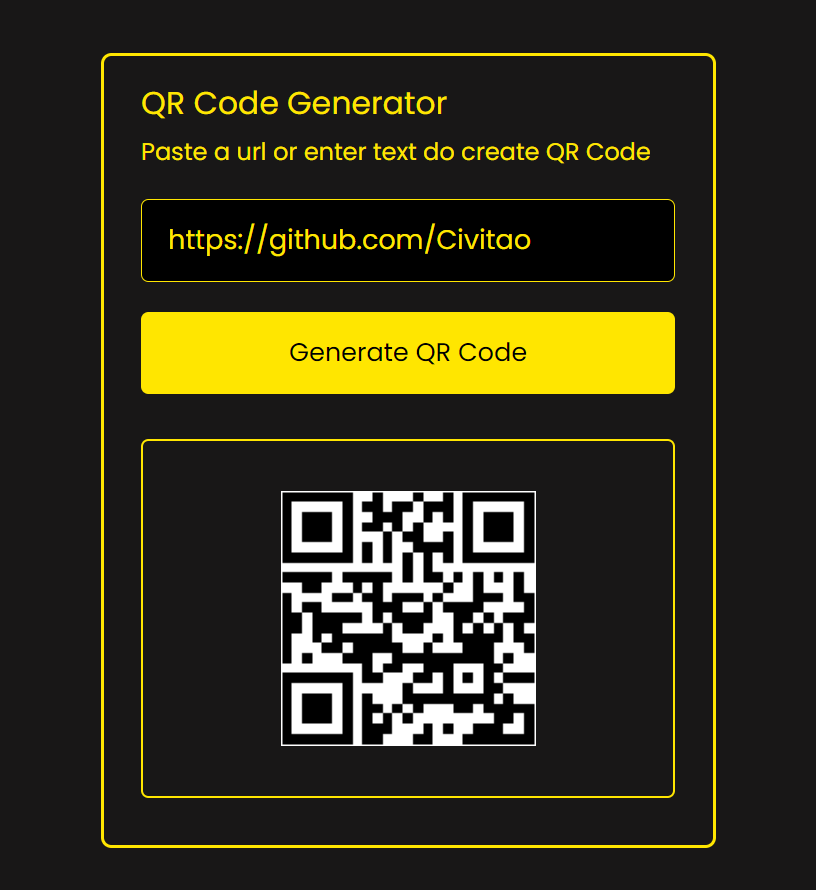 QR Code Generator
Paste a url or enter text do create QR Code
https://github.com/Civitao
Generate QR Code